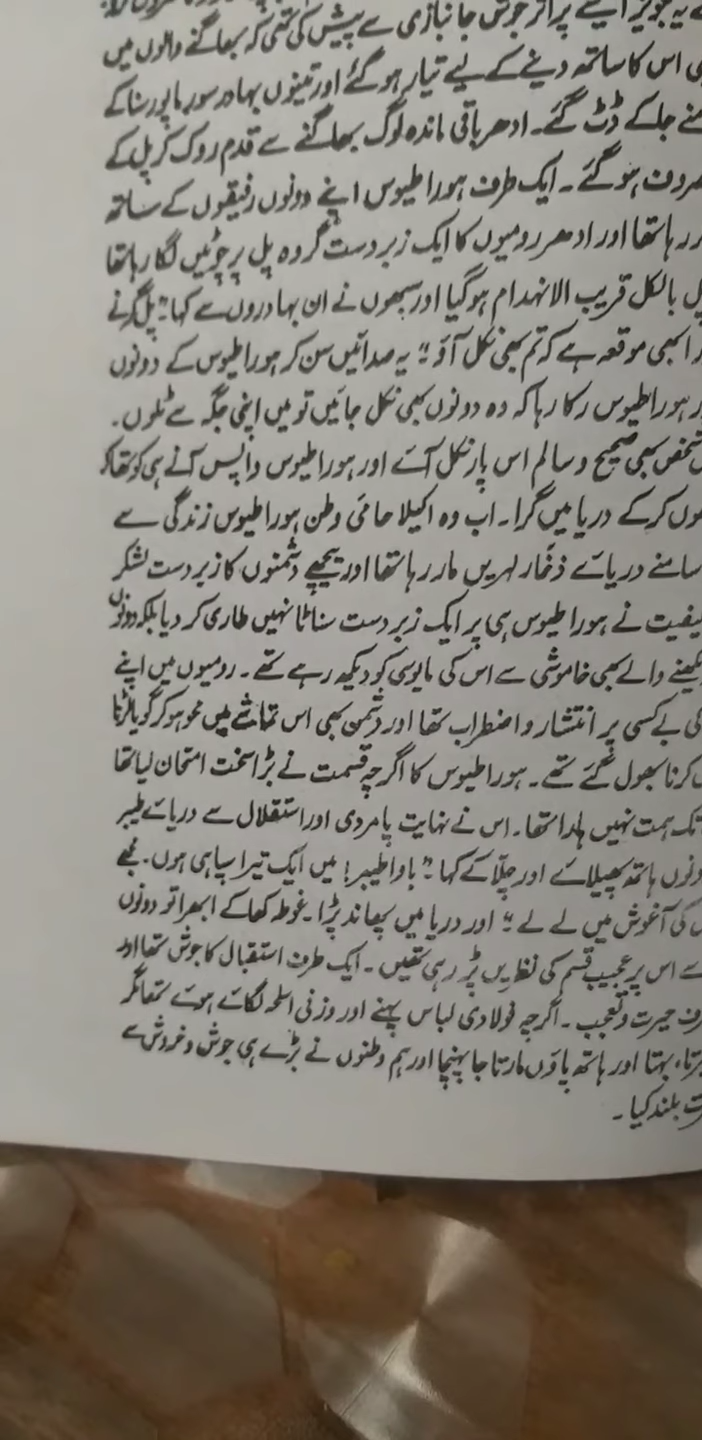 یہ تجویز ایسے پر اثر جوش جانبازی سے پیش کی تھی کہ بھاگنے والوں میں
اس کا ساتھ دینے کے لیے تیار ہو گئے اور تینوں بہادر سورما پورسنا کے
جا کے ڈٹ گئے۔ ادھر باقی ماندہ لوگ بھاگنے سے قدم روک کر پل کے
ہو گئے۔ ایک طرف ہوراطیوس اپنے دونوں رفیقوں کے ساتھ
رہا تھا اور ادھر رومیوں کا ایک زبردست گروہ پل پر چوٹیں لگا رہا تھا
بالکل قریب الانہدام ہو گیا اور سبھوں نے ان بہادروں سے کہا: "پل گرنے
ابھی موقعہ ہے کہ تم بھی نکل آؤ" یہ صدائیں سن کر ہوراطیوس کے دونوں
ہوراطیوس رکا رہا کہ وہ دونوں بھی نکل جائیں تو میں اپنی جگہ سے ٹلوں۔
شخص بھی صحیح و سالم اس پار نکل آئے اور ہوراطیوس واپس آنے ہی کو تھا کہ
کر کے دریا میں گرا۔ اب وہ اکیلا حامی وطن ہوراطیوس زندگی سے
سامنے دریائے ذخّار لہریں مار رہا تھا اور پیچھے دشمنوں کا زبردست لشکر
کیفیت نے ہوراطیوس ہی پر ایک زبردست سناٹا نہیں طاری کر دیا بلکہ دونوں
والے بھی خاموشی سے اس کی مایوسی کو دیکھ رہے تھے۔ رومیوں میں اپنے
کی بے کسی پر انتشار و اضطراب تھا اور دشمن بھی اس تماشے میں محو ہو کر گویا لڑنا
کرنا بھول گئے تھے۔ ہوراطیوس کا اگرچہ قسمت نے بڑا سخت امتحان لیا تھا
ہمت نہیں ہارا تھا۔ اس نے نہایت پامردی اور استقلال سے دریائے طیبر
ہاتھ پھیلائے اور چلّا کے کہا: "باوا طیبر! میں ایک تیرا سپاہی ہوں۔ مجھے
کی آغوش میں لے لے" اور دریا میں پھاند پڑا۔ غوطہ کھا کے ابھرا تو دونوں
سے اس پر عجیب قسم کی نظریں پڑ رہی تھیں۔ ایک طرف استقبال کا جوش تھا اور
حیرت و تعجب۔ اگرچہ فولادی لباس پہنے اور وزنی اسلحہ لگائے ہوئے تھا مگر
بہتا اور ہاتھ پاؤں مارتا جا پہنچا اور ہم وطنوں نے بڑے ہی جوش و خروش سے
بلند کیا۔